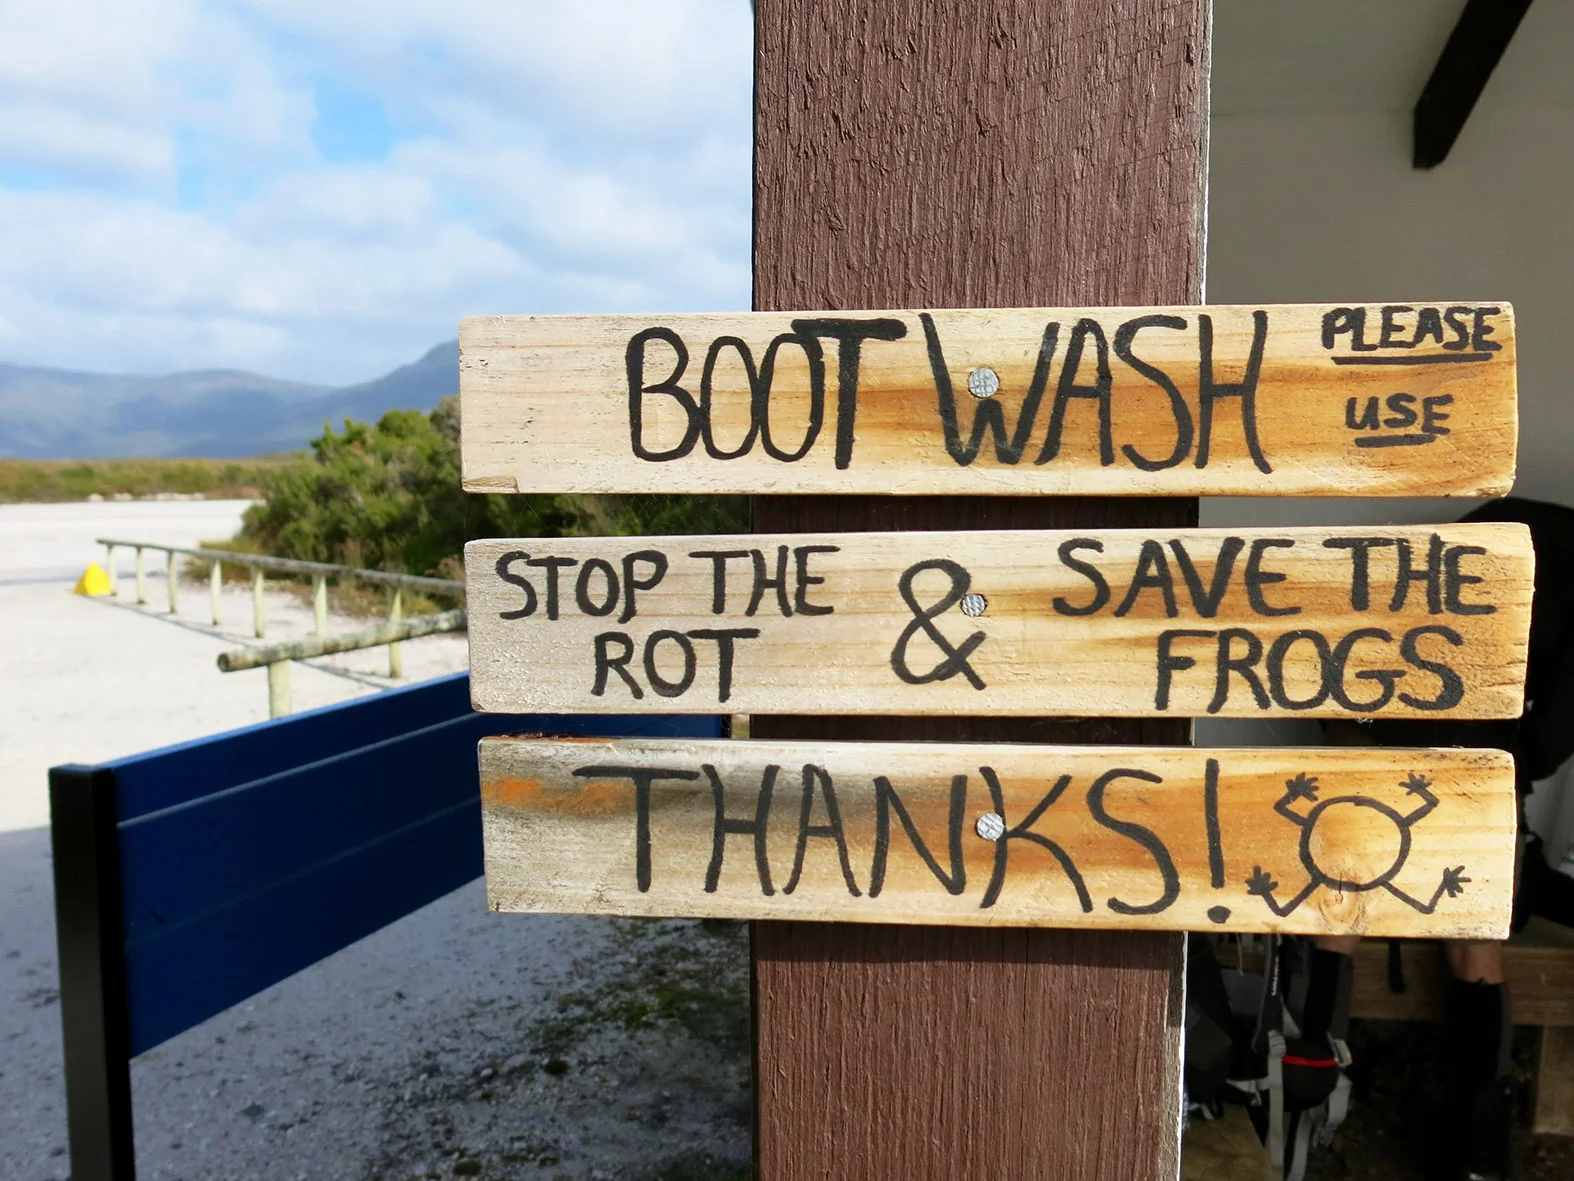 BOOT WASH PLEASE
USE
STOP THE
ROT
&
SAVE THE
FROGS
THANKS!